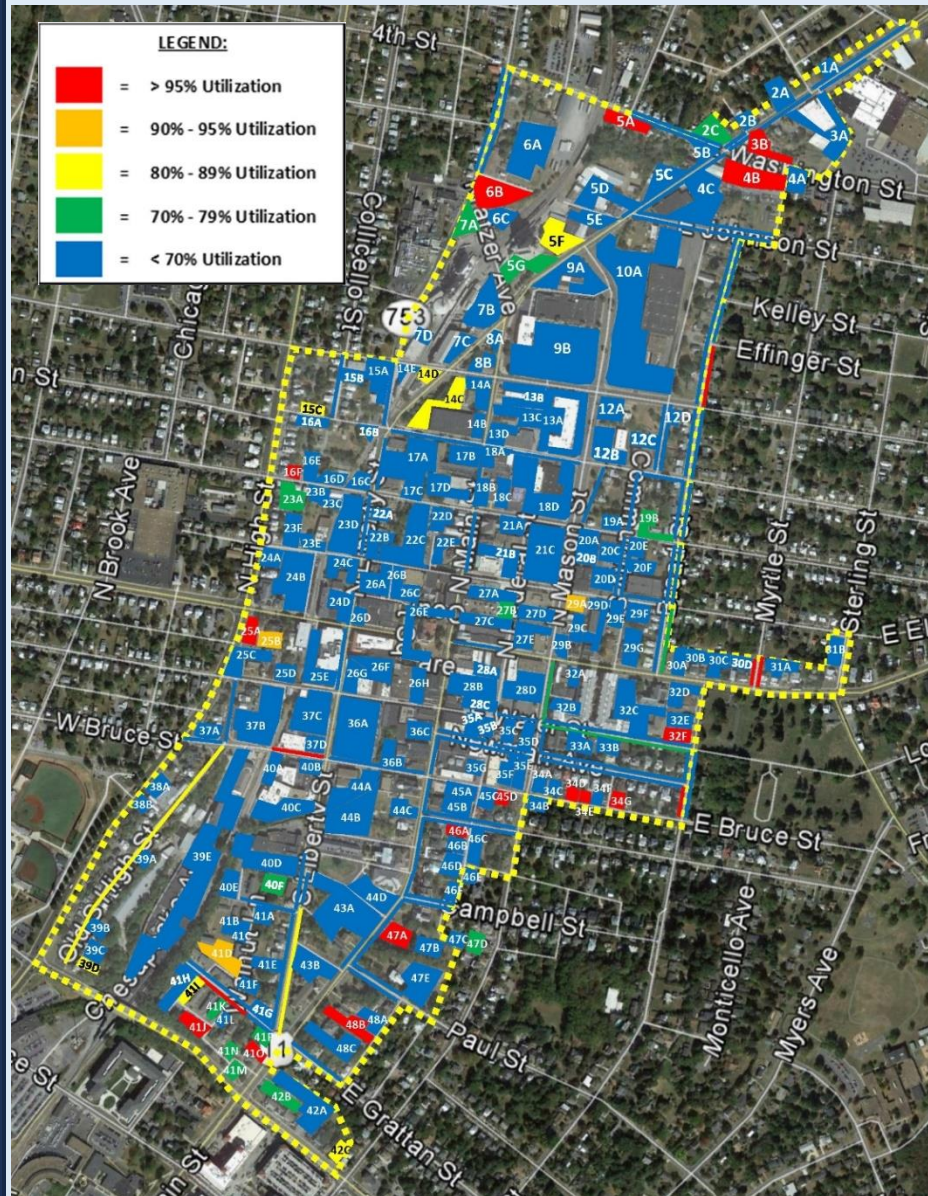 LEGEND:
= > 95% Utilization
= 90% - 95% Utilization
= 80% - 89% Utilization
= 70% - 79% Utilization
= < 70% Utilization
4th St
1A
2A
2B
2C
3A
3B
5A
5B
Washington St
6A
5C
4B
4A
4C
5D
6B
6C
5E
7A
5F
E Johnston St
5G
9A
10A
Collicello St
Kelley St
7B
753
7D
7C
8A
9B
Effinger St
8B
15A
14E
14D
15B
14A
14C
13B
15C
16A
12A
12D
13C
13A
14B
16B
13D
12C
12B
16E
17A
17B
18A
16F
16D
16C
17C
17D
18B
18C
18D
23A
23B
23C
22A
22D
19A
19B
21A
23F
23D
22B
22C
22E
20A
20E
23E
21B
21C
20B
20C
24A
24C
20F
24B
26A
26B
20D
26C
27A
24D
26E
27B
29A
29D
26D
27C
27D
29C
29E
29F
25A
25B
27E
29B
29G
25C
30A
30B
30C
30D
31A
31B
25D
25E
26G
26F
26H
28A
32A
28B
28D
32D
28C
32B
32C
32E
32F
37A
37B
37C
36A
36C
35A
35B
35C
35D
33A
33B
37D
36B
40A
40B
35E
35G
35F
34A
38A
44A
45A
34C
34D
34F
34G
38B
40C
44B
44C
45B
45C
45D
34B
34E
46A
46B
46C
39A
39E
40D
46D
40E
40F
44D
46E
46F
43A
41B
41A
39B
41C
47A
47B
47C
47D
39C
41D
39D
41E
43B
41H
47E
41F
41I
41G
41K
41L
41J
48B
48A
41P
41N
41O
48C
41M
42B
42A
42C
N Brook Ave
N High St
W Bruce St
Old S High St
Chesapeake Av
S Liberty St
N Mason St
Myrtle St
Sterling St
E Bruce St
Campbell St
Paul St
E Grattan St
Monticello Ave
Myers Ave